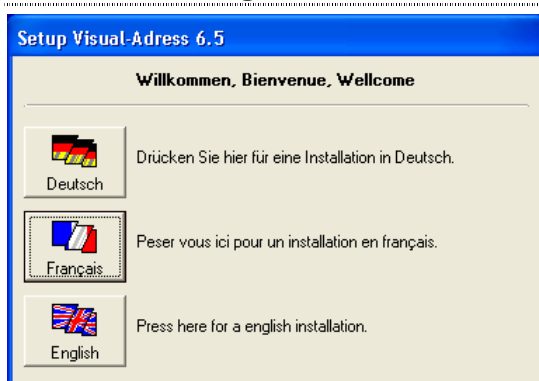 Setup Visual-Adress 6.5
Willkommen, Bienvenue, Wellcome
Drücken Sie hier für eine Installation in Deutsch.
Deutsch
Peser vous ici pour un installation en français.
Français
Press here for a english installation.
English